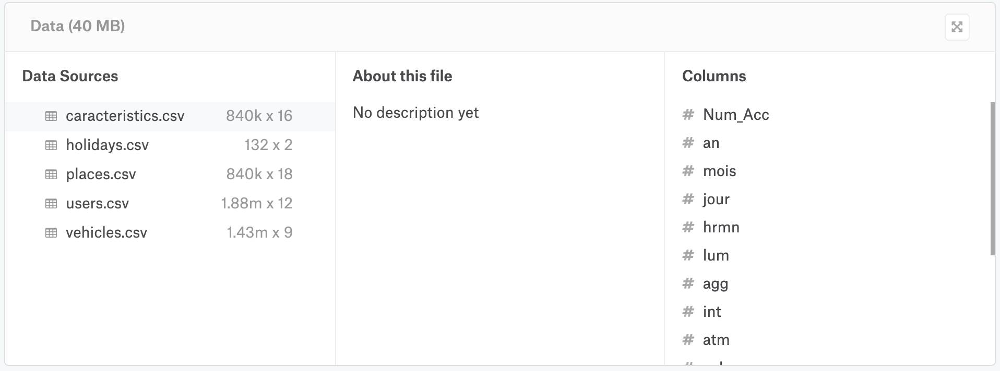 Data (40 MB)
Data Sources
caracteristics.csv 840k x 16
holidays.csv 132 x 2
places.csv 840k x 18
users.csv 1.88m x 12
vehicles.csv 1.43m x 9
About this file
No description yet
Columns
# Num_Acc
# an
# mois
# jour
# hrmn
# lum
# agg
# int
# atm